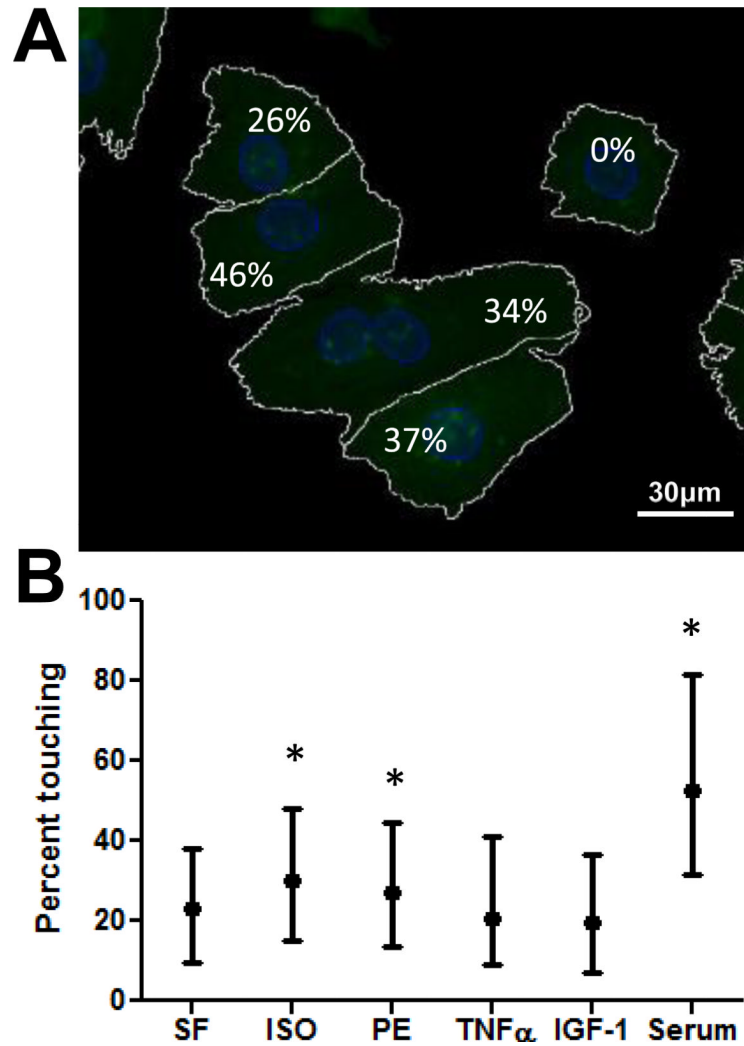 A
26%
0%
46%
34%
37%
30µm
B
100
80
60
40
20
0
Percent touching
* * *
SF ISO PE TNFα IGF-1 Serum